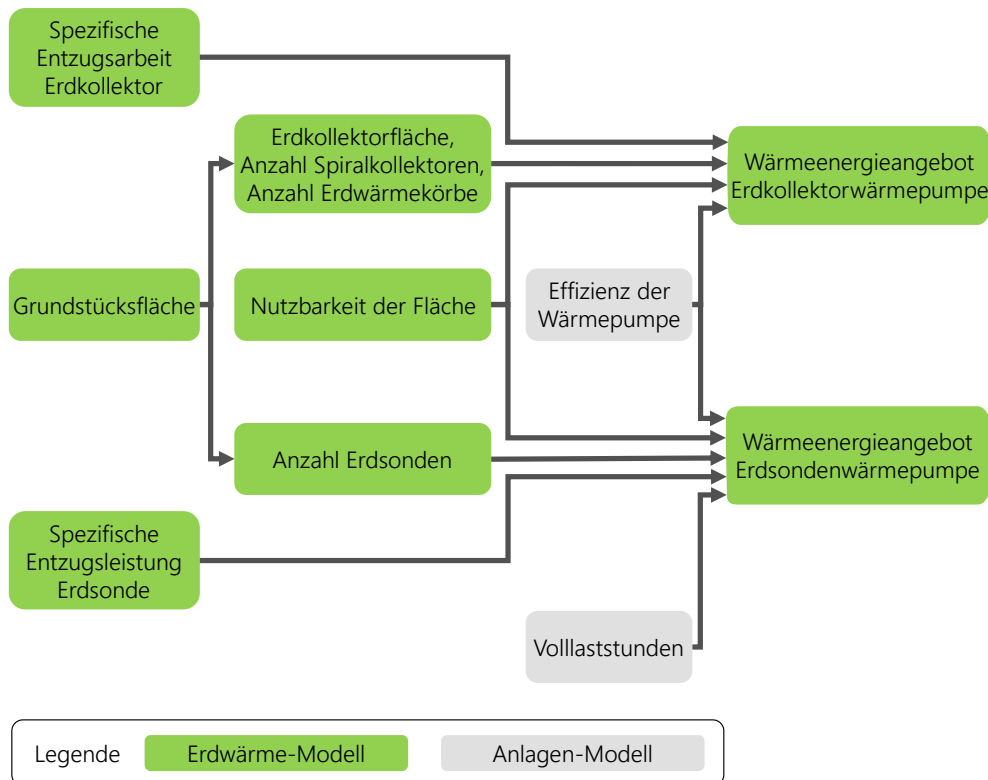 Spezifische
Entzugsarbeit
Erdkollektor
Erdkollektorfläche,
Anzahl Spiralkollektoren,
Anzahl Erdwärmekörbe
Wärmeenergieangebot
Erdkollektorwärmepumpe
Grundstücksfläche
Nutzbarkeit der Fläche
Effizienz der
Wärmepumpe
Anzahl Erdsonden
Wärmeenergieangebot
Erdsondenwärmepumpe
Spezifische
Entzugsleistung
Erdsonde
Volllaststunden
Legende
Erdwärme-Modell
Anlagen-Modell